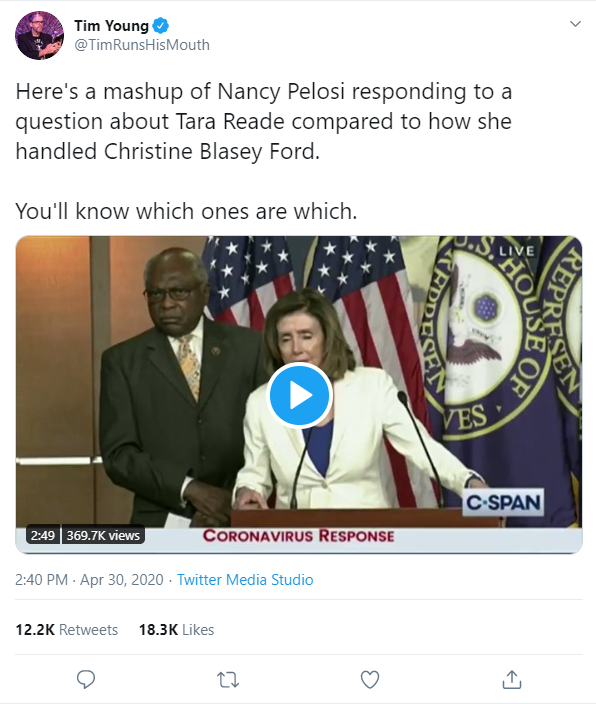 Tim Young
@TimRunsHisMouth
Here's a mashup of Nancy Pelosi responding to a
question about Tara Reade compared to how she
handled Christine Blasey Ford.
You'll know which ones are which.
LIVE
U.S. HOUSE OF
REPRESEN
VES
C-SPAN
2:49 369.7K views
CORONAVIRUS RESPONSE
2:40 PM · Apr 30, 2020 · Twitter Media Studio
12.2K Retweets 18.3K Likes